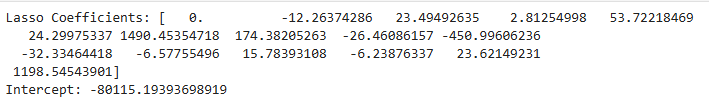 Lasso Coefficients: [   0.          -12.26374286   23.49492635    2.81254998   53.72218469
24.29975337 1490.45354718  174.38205263  -26.46086157 -450.99606236
-32.33464418   -6.57755496   15.78393108   -6.23876337   23.62149231
1198.54543901]
Intercept: -80115.19393698919